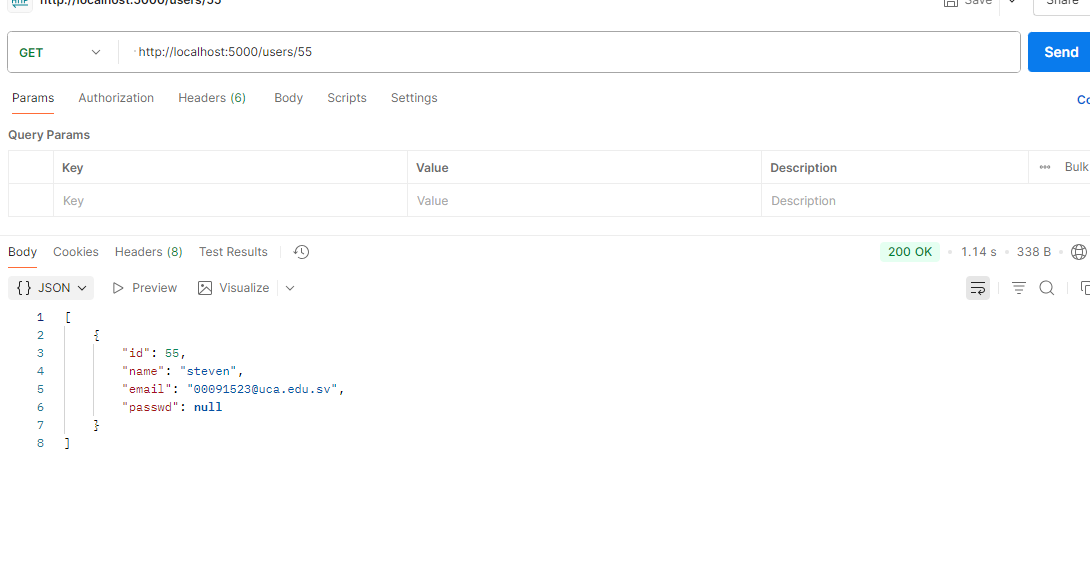 http://localhost:5000/users/55
Save
Share
GET
http://localhost:5000/users/55
Send
Params Authorization Headers (6) Body Scripts Settings
Query Params
Key Value Description Bulk
Key Value Description
Body Cookies Headers (8) Test Results 200 OK • 1.14 s • 338 B •
{} JSON Preview Visualize
1 [
2 {
3 "id": 55,
4 "name": "steven",
5 "email": "00091523@uca.edu.sv",
6 "passwd": null
7 }
8 ]